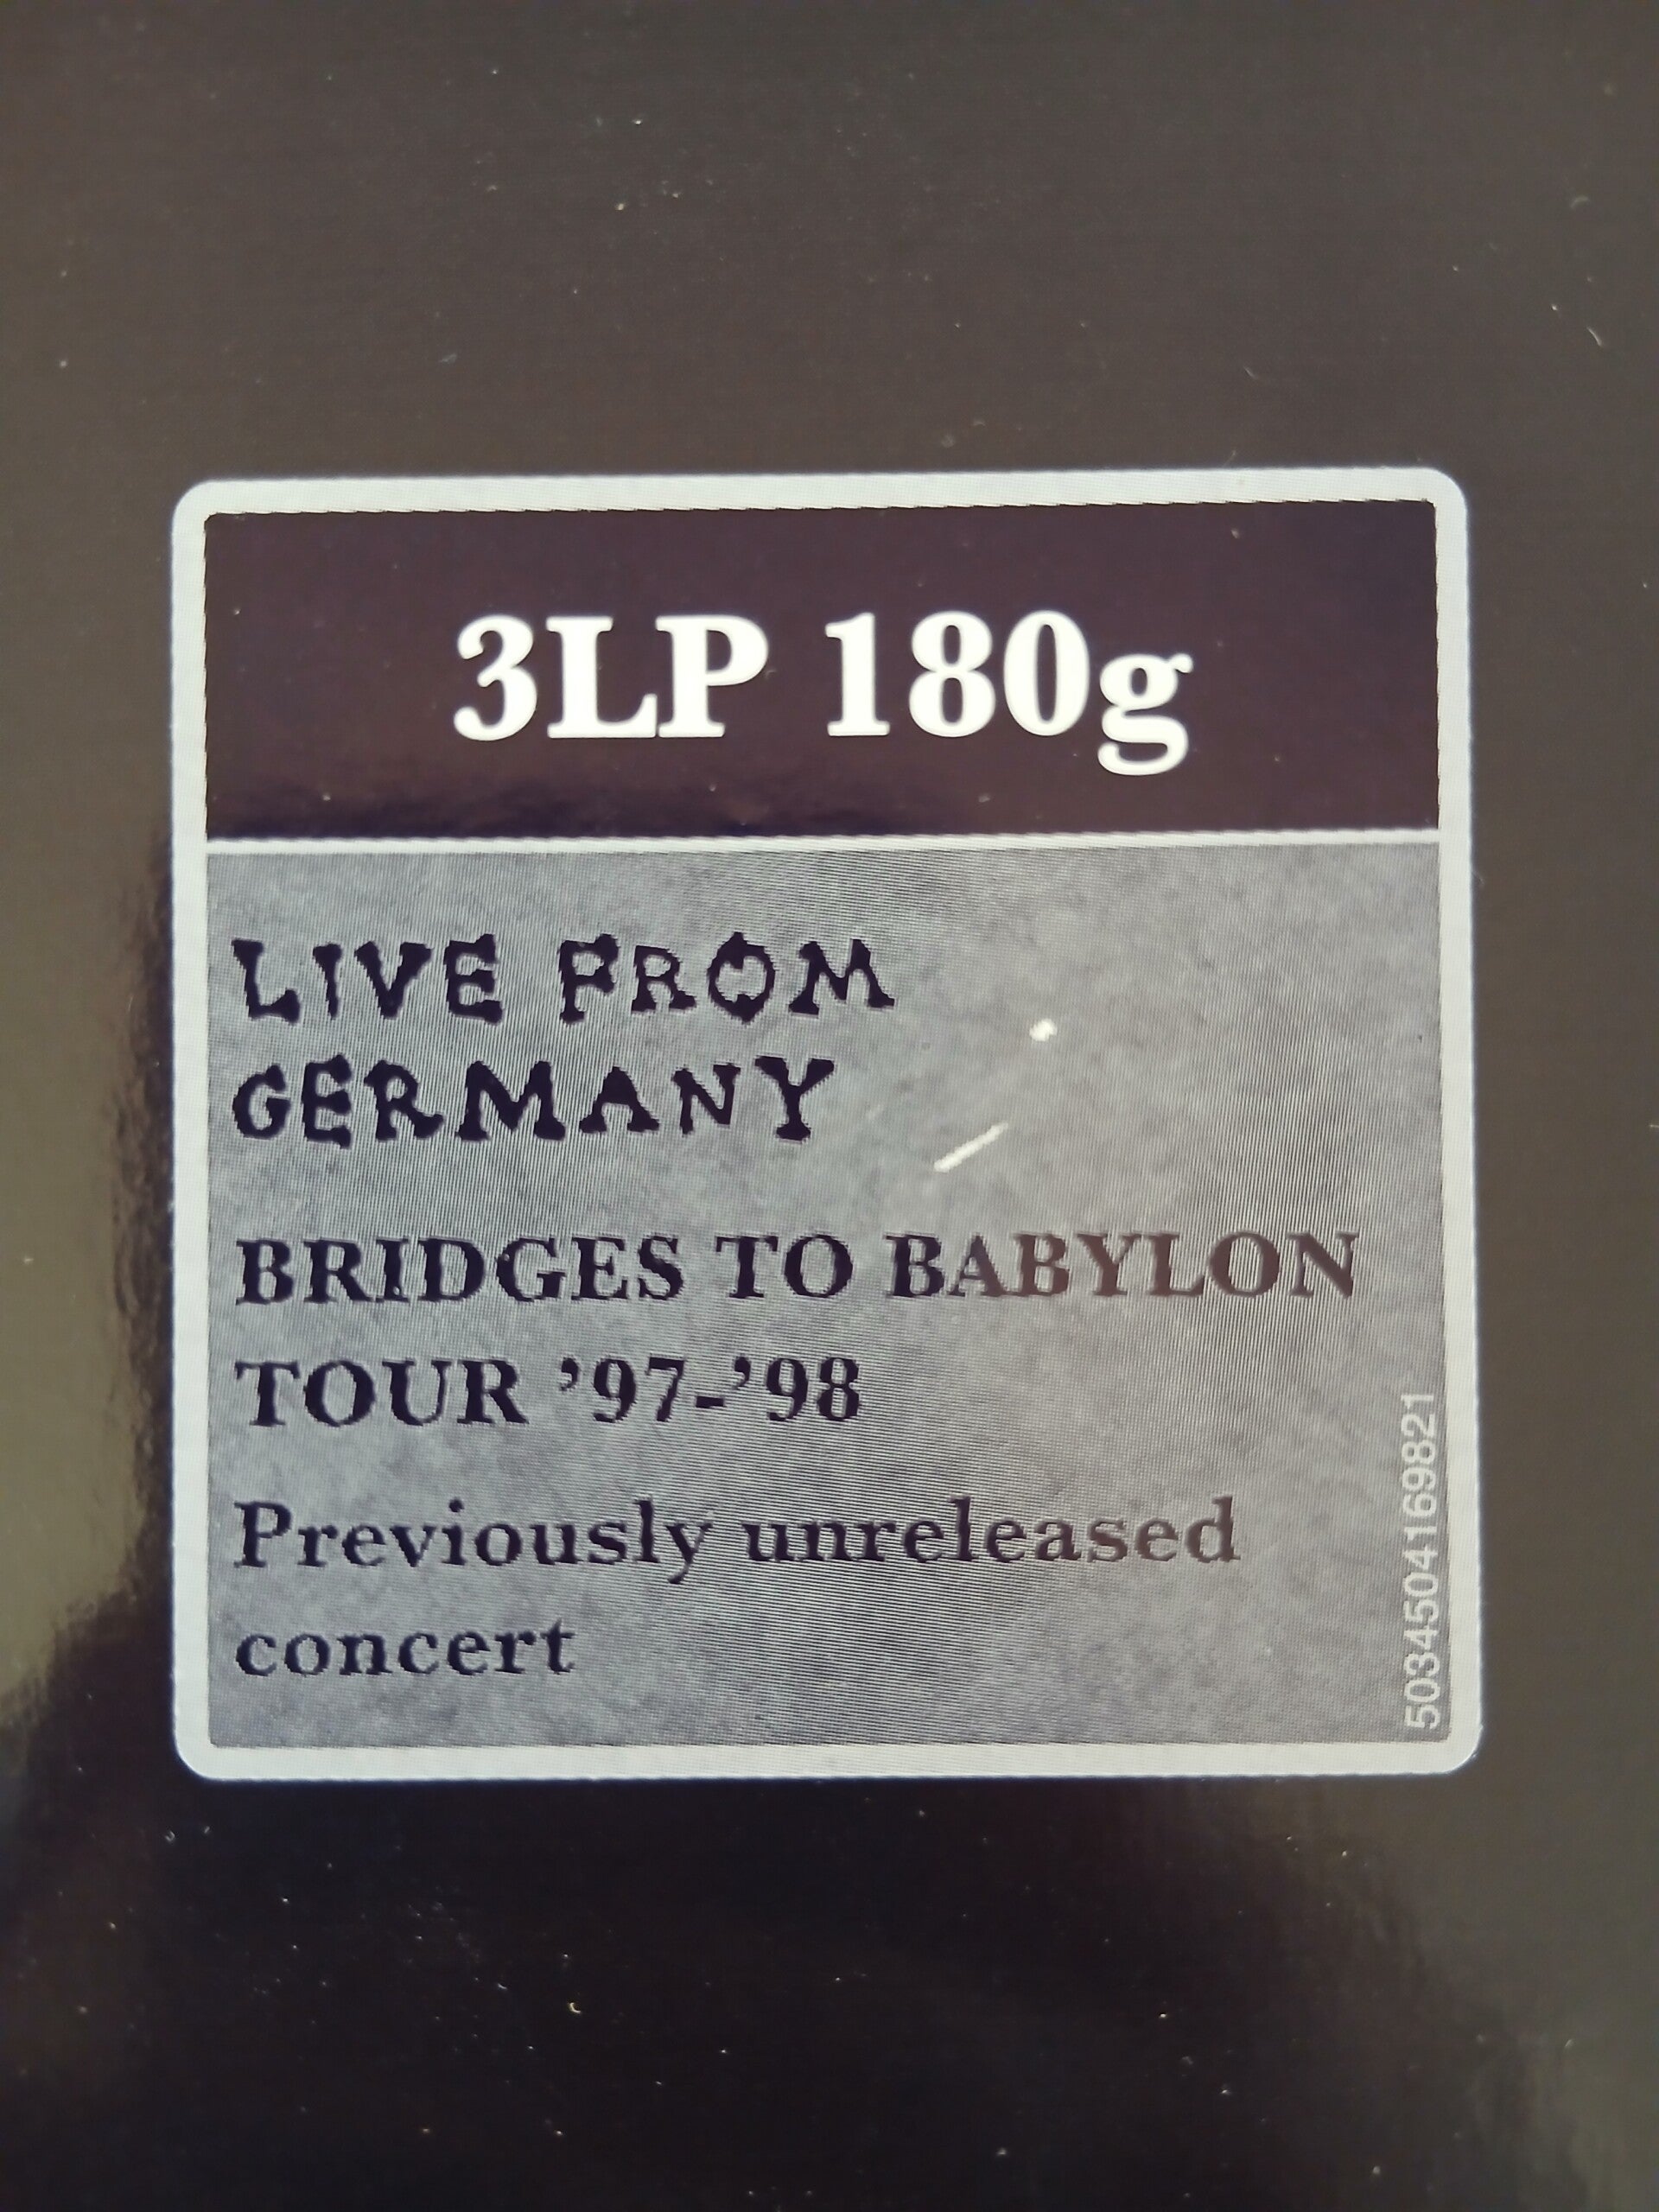 3LP 180g
LIVE FROM
GERMANY
BRIDGES TO BABYLON
TOUR ’97-’98
Previously unreleased
concert
5034504169821